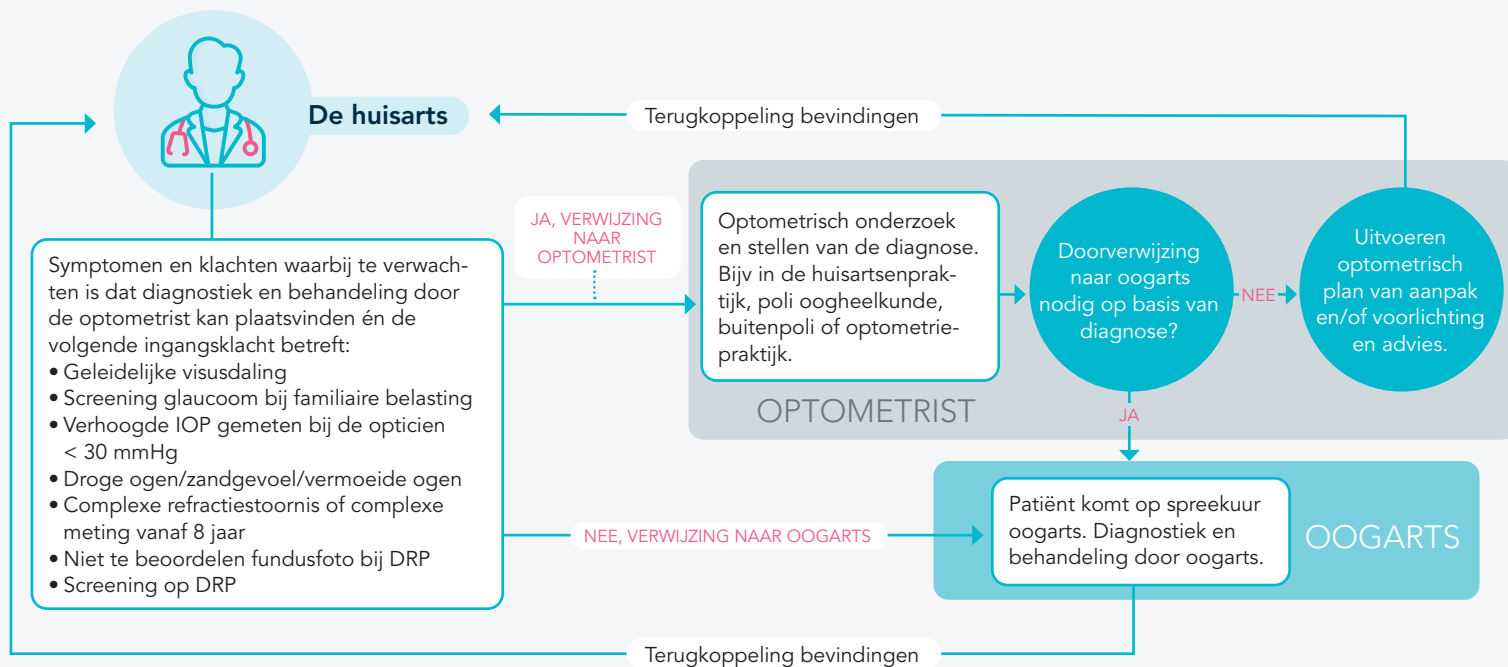 De huisarts
Terugkoppeling bevindingen
Symptomen en klachten waarbij te verwach-
ten is dat diagnostiek en behandeling door
de optometrist kan plaatsvinden én de
volgende ingangsklacht betreft:
• Geleidelijke visusdaling
• Screening glaucoom bij familiaire belasting
• Verhoogde IOP gemeten bij de opticien
< 30 mmHg
• Droge ogen/zandgevoel/vermoeide ogen
• Complexe refractiestoornis of complexe
meting vanaf 8 jaar
• Niet te beoordelen fundusfoto bij DRP
• Screening op DRP
JA, VERWIJZING
NAAR
OPTOMETRIST
Optometrisch onderzoek
en stellen van de diagnose.
Bijv in de huisartsenprak-
tijk, poli oogheelkunde,
buitenpoli of optometrie-
praktijk.
Doorverwijzing
naar oogarts
nodig op basis van
diagnose?
NEE
Uitvoeren
optometrisch
plan van aanpak
en/of voorlichting
en advies.
OPTOMETRIST
JA
NEE, VERWIJZING NAAR OOGARTS
Patiënt komt op spreekuur
oogarts. Diagnostiek en
behandeling door oogarts.
OOGARTS
Terugkoppeling bevindingen